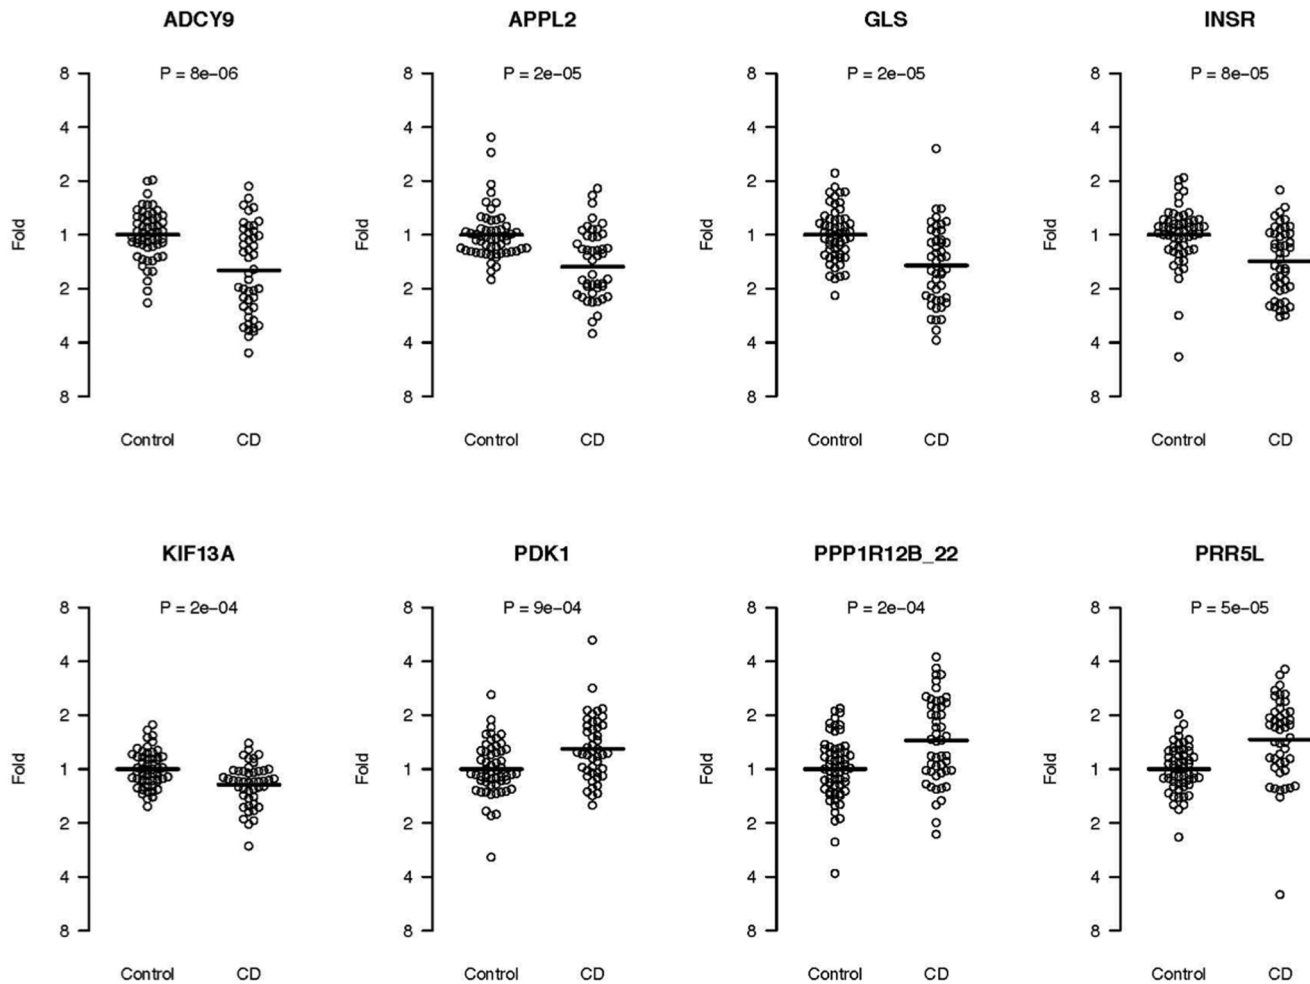 ADCY9 APPL2 GLS INSR
P = 8e−06 P = 2e−05 P = 2e−05 P = 8e−05
8 8 8 8
4 4 4 4
2 2 2 2
Fold 1 Fold 1 Fold 1 Fold 1
2 2 2 2
4 4 4 4
8 8 8 8
Control CD Control CD Control CD Control CD
KIF13A PDK1 PPP1R12B_22 PRR5L
P = 2e−04 P = 9e−04 P = 2e−04 P = 5e−05
8 8 8 8
4 4 4 4
2 2 2 2
Fold 1 Fold 1 Fold 1 Fold 1
2 2 2 2
4 4 4 4
8 8 8 8
Control CD Control CD Control CD Control CD